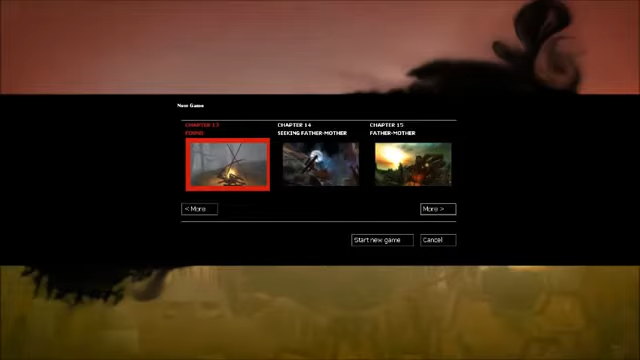 New Game
CHAPTER 13
CHAPTER 14
SEEKING FATHER-MOTHER
CHAPTER 15
FATHER-MOTHER
< More
More >
Start new game
Cancel